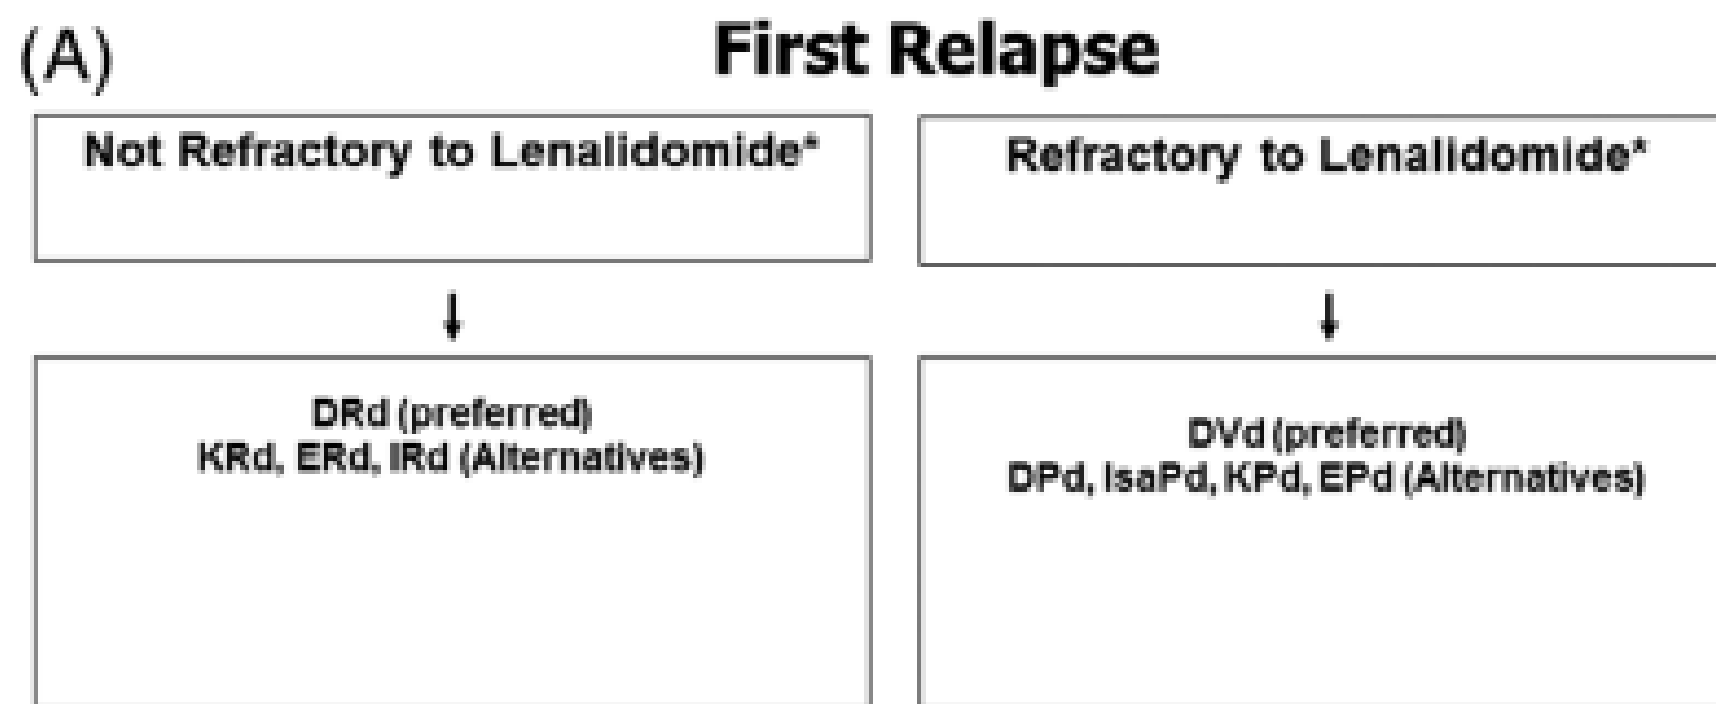 (A)
First Relapse
Not Refractory to Lenalidomide*
Refractory to Lenalidomide*
DRd (preferred)
KRd, ERd, IRd (Alternatives)
DVd (preferred)
DPd, IsaPd, KPd, EPd (Alternatives)